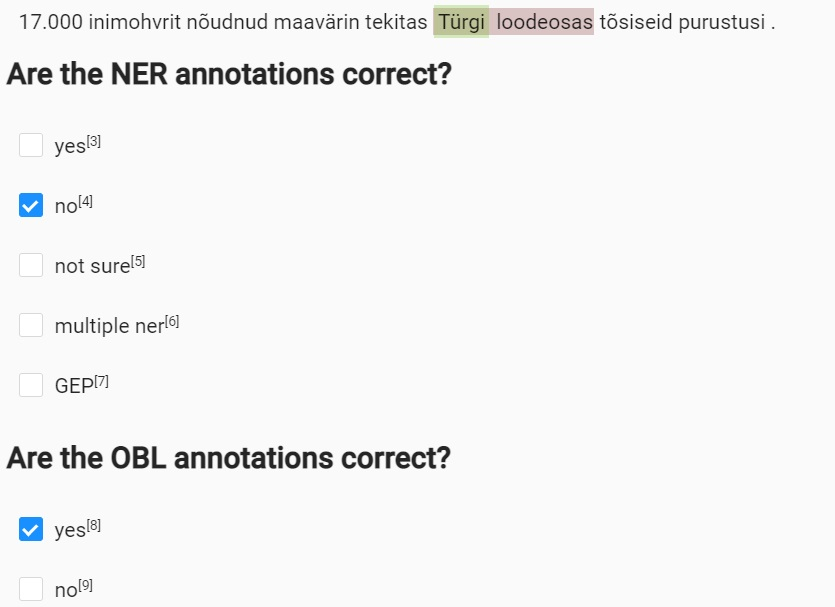 17.000 inimohvrit nõudnud maavärin tekitas Türgi loodeosas tõsiseid purustusi .
Are the NER annotations correct?
yes[3]
no[4]
not sure[5]
multiple ner[6]
GEP[7]
Are the OBL annotations correct?
yes[8]
no[9]